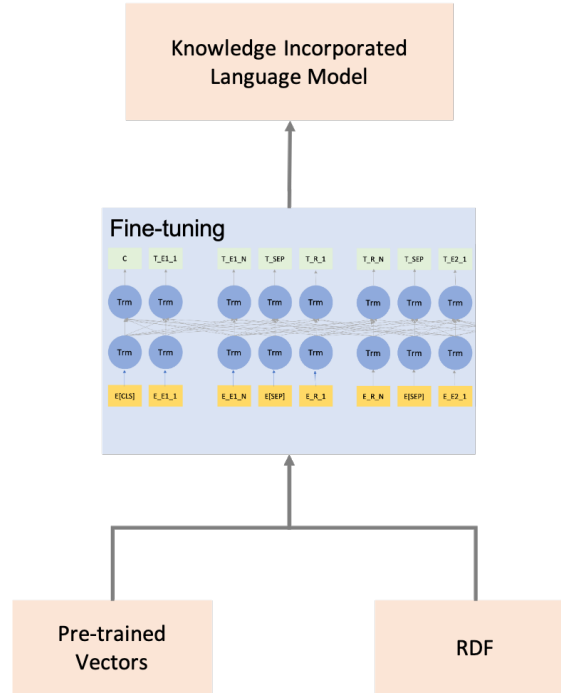 Knowledge Incorporated
Language Model
Fine-tuning
C T_E1_1 T_E1_N T_SEP T_R_1 T_R_N T_SEP T_E2_1
Trm Trm Trm Trm Trm Trm Trm Trm
Trm Trm Trm Trm Trm Trm Trm Trm
E[CLS] E_E1_1 E_E1_N E[SEP] E_R_1 E_R_N E[SEP] E_E2_1
Pre-trained
Vectors
RDF